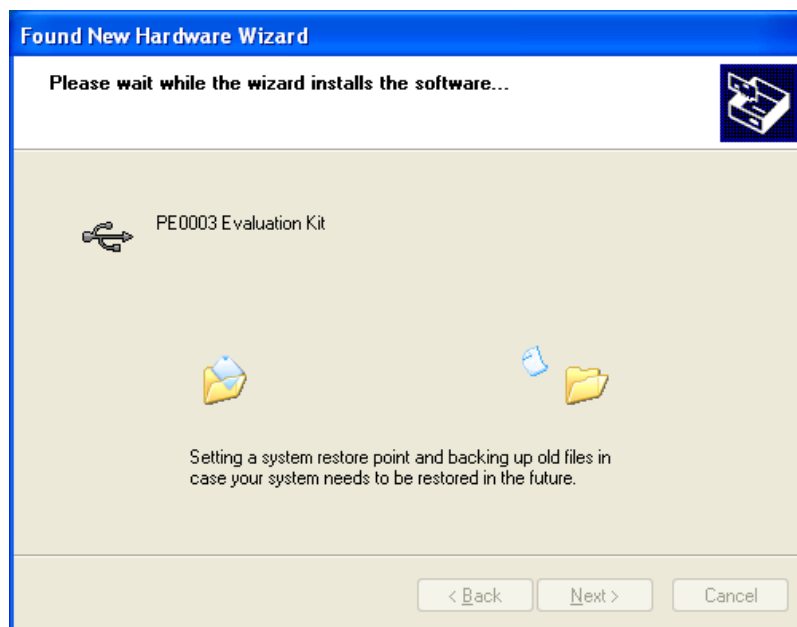 Found New Hardware Wizard
Please wait while the wizard installs the software...
PE0003 Evaluation Kit
Setting a system restore point and backing up old files in
case your system needs to be restored in the future.
< Back
Next >
Cancel